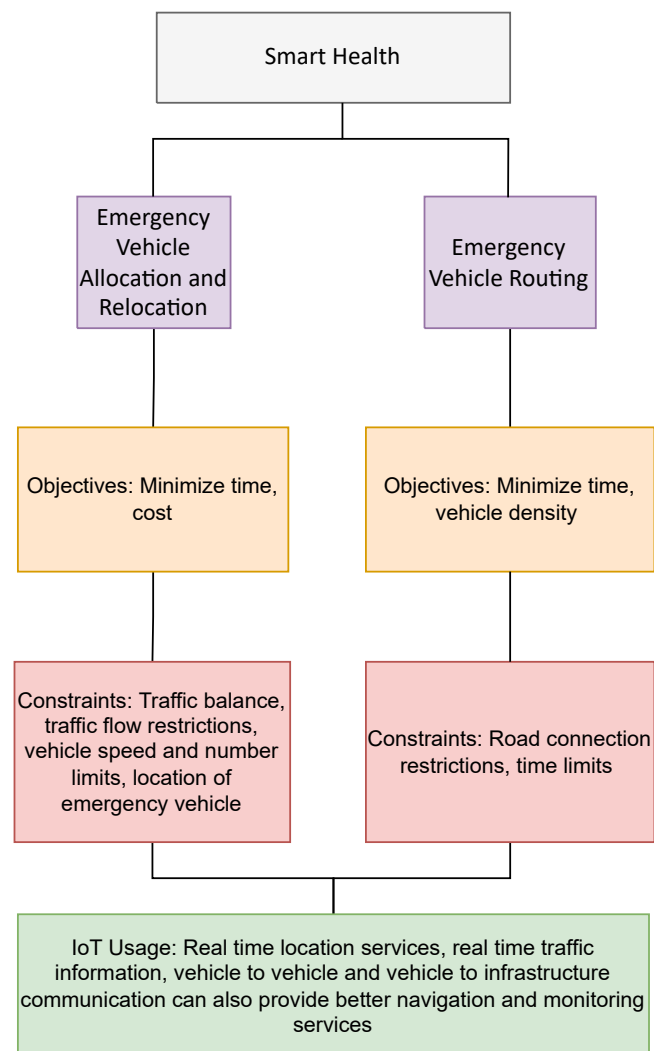 Smart Health
Emergency
Vehicle
Allocation and
Relocation
Emergency
Vehicle Routing
Objectives: Minimize time,
cost
Objectives: Minimize time,
vehicle density
Constraints: Traffic balance,
traffic flow restrictions,
vehicle speed and number
limits, location of
emergency vehicle
Constraints: Road connection
restrictions, time limits
IoT Usage: Real time location services, real time traffic
information, vehicle to vehicle and vehicle to infrastructure
communication can also provide better navigation and monitoring
services